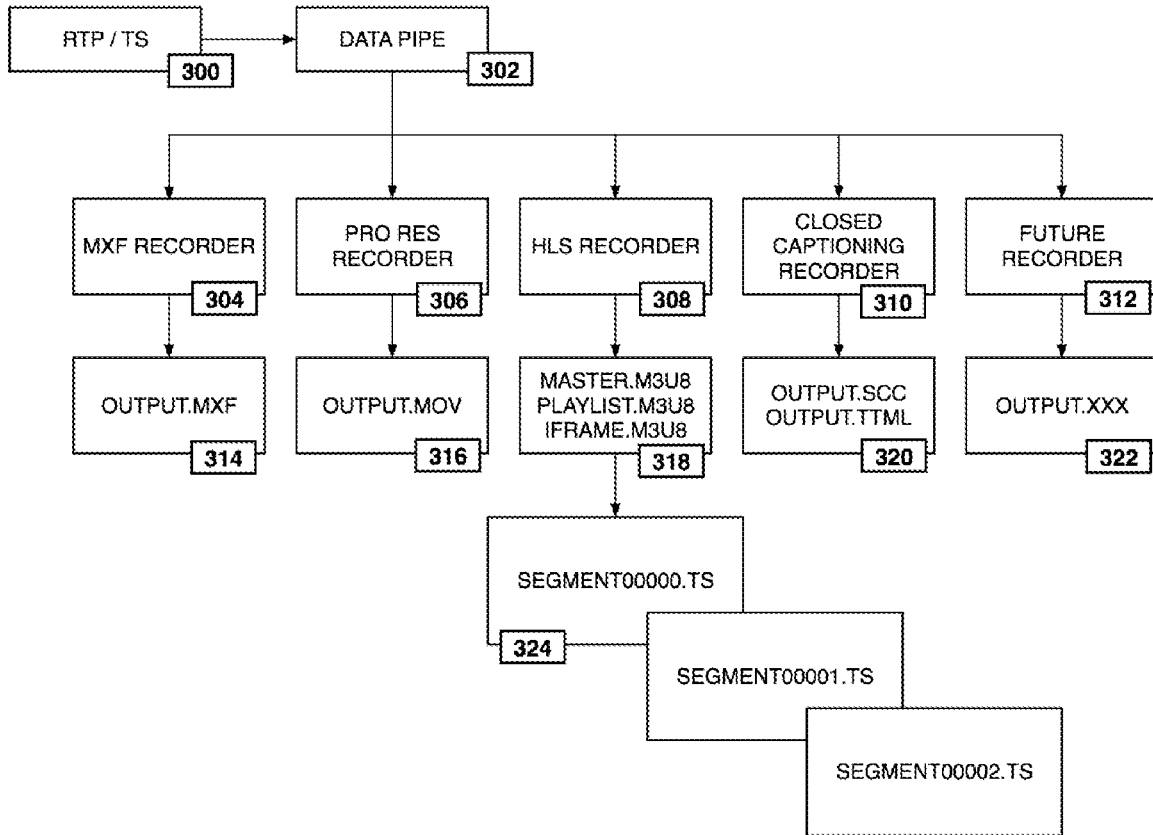 RTP / TS
300
DATA PIPE
302
MXF RECORDER
304
PRO RES
RECORDER
306
HLS RECORDER
308
CLOSED
CAPTIONING
RECORDER
310
FUTURE
RECORDER
312
OUTPUT.MXF
314
OUTPUT.MOV
316
MASTER.M3U8
PLAYLIST.M3U8
IFRAME.M3U8
318
OUTPUT.SCC
OUTPUT.TTML
320
OUTPUT.XXX
322
SEGMENT00000.TS
324
SEGMENT00001.TS
SEGMENT00002.TS